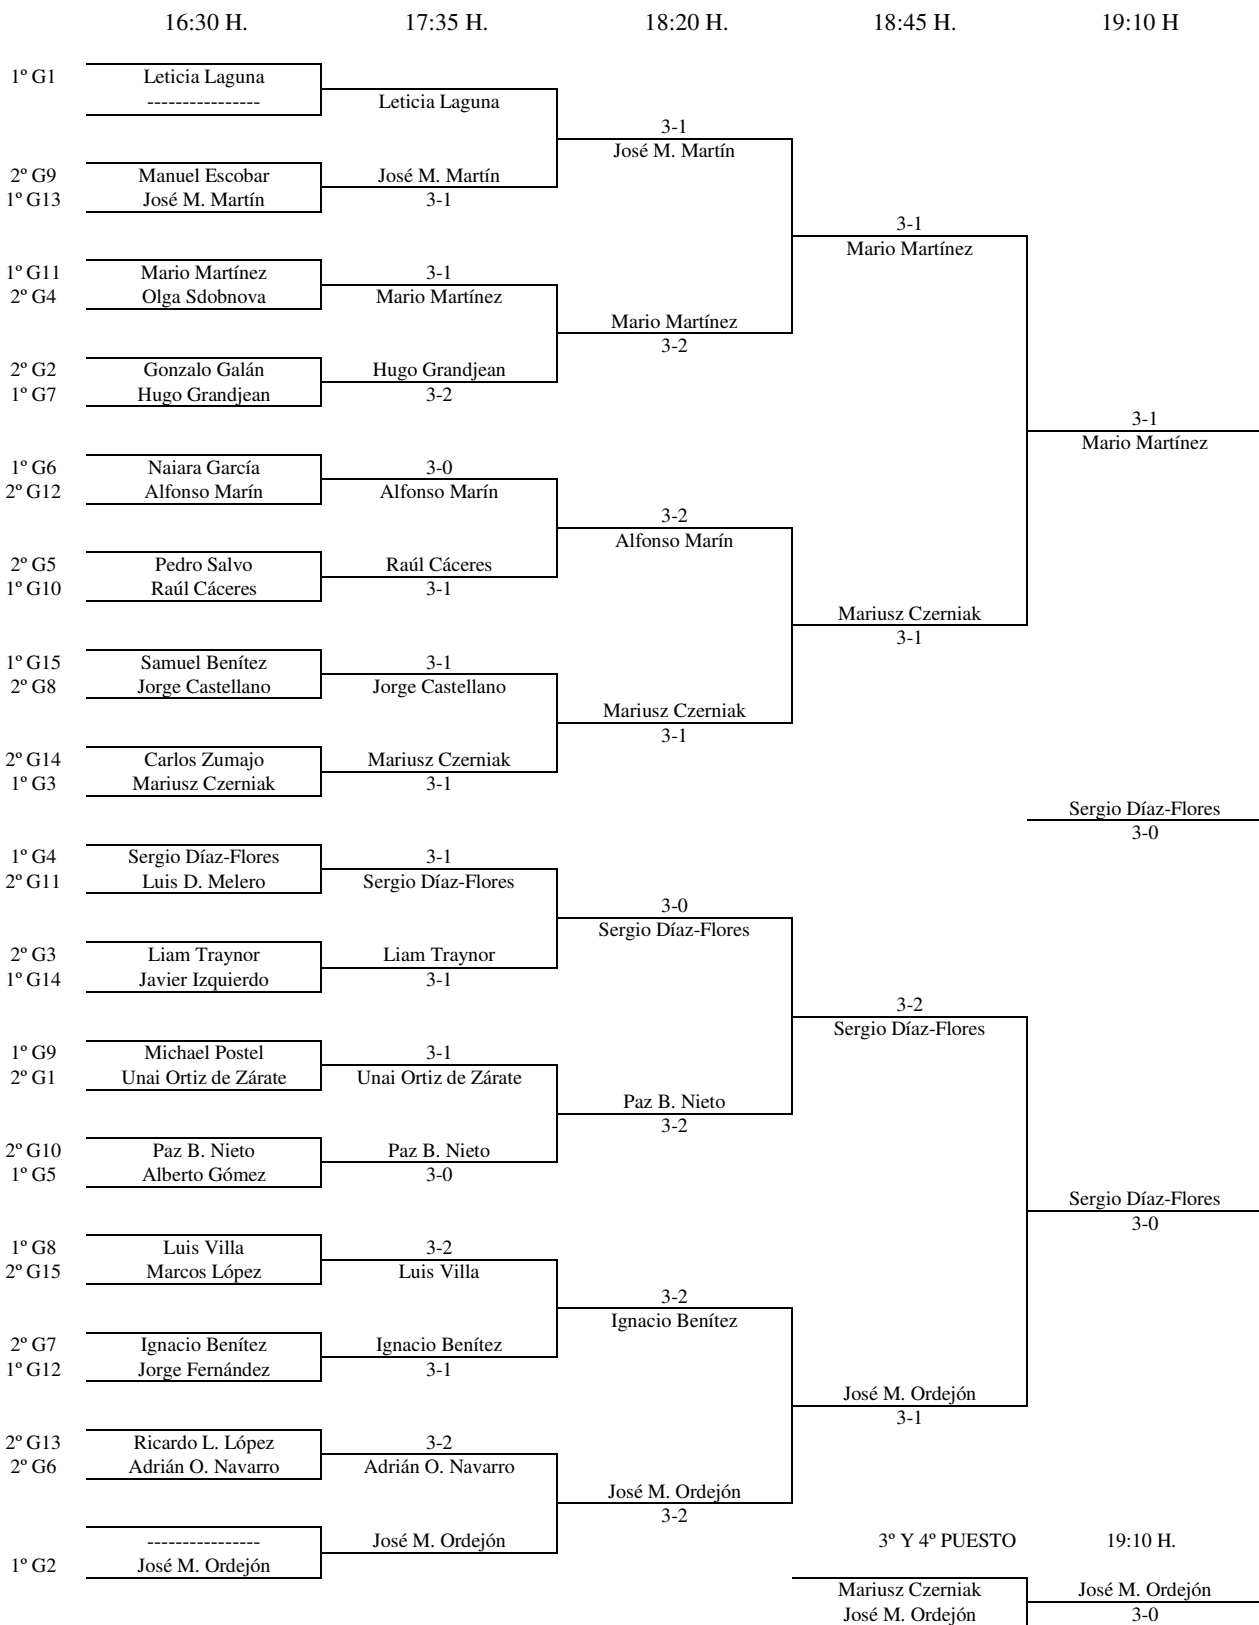 16:30 H. 17:35 H. 18:20 H. 18:45 H. 19:10 H
1º G1 Leticia Laguna
---------------- Leticia Laguna
3-1
José M. Martín
2º G9 Manuel Escobar José M. Martín
1º G13 José M. Martín 3-1
3-1
Mario Martínez
1º G11 Mario Martínez 3-1
2º G4 Olga Sdobnova Mario Martínez
Mario Martínez
3-2
2º G2 Gonzalo Galán Hugo Grandjean
1º G7 Hugo Grandjean 3-2
3-1
Mario Martínez
1º G6 Naiara García 3-0
2º G12 Alfonso Marín Alfonso Marín
3-2
Alfonso Marín
2º G5 Pedro Salvo Raúl Cáceres
1º G10 Raúl Cáceres 3-1
Mariusz Czerniak
3-1
1º G15 Samuel Benítez 3-1
2º G8 Jorge Castellano Jorge Castellano
Mariusz Czerniak
3-1
2º G14 Carlos Zumajo Mariusz Czerniak
1º G3 Mariusz Czerniak 3-1
Sergio Díaz-Flores
3-0
1º G4 Sergio Díaz-Flores 3-1
2º G11 Luis D. Melero Sergio Díaz-Flores
3-0
Sergio Díaz-Flores
2º G3 Liam Traynor Liam Traynor
1º G14 Javier Izquierdo 3-1
3-2
Sergio Díaz-Flores
1º G9 Michael Postel 3-1
2º G1 Unai Ortiz de Zárate Unai Ortiz de Zárate
Paz B. Nieto
3-2
2º G10 Paz B. Nieto Paz B. Nieto
1º G5 Alberto Gómez 3-0
Sergio Díaz-Flores
3-0
1º G8 Luis Villa 3-2
2º G15 Marcos López Luis Villa
3-2
Ignacio Benítez
2º G7 Ignacio Benítez Ignacio Benítez
1º G12 Jorge Fernández 3-1
José M. Ordejón
3-1
2º G13 Ricardo L. López 3-2
2º G6 Adrián O. Navarro Adrián O. Navarro
José M. Ordejón
3-2
---------------- José M. Ordejón 3º Y 4º PUESTO 19:10 H.
1º G2 José M. Ordejón
Mariusz Czerniak José M. Ordejón
José M. Ordejón 3-0